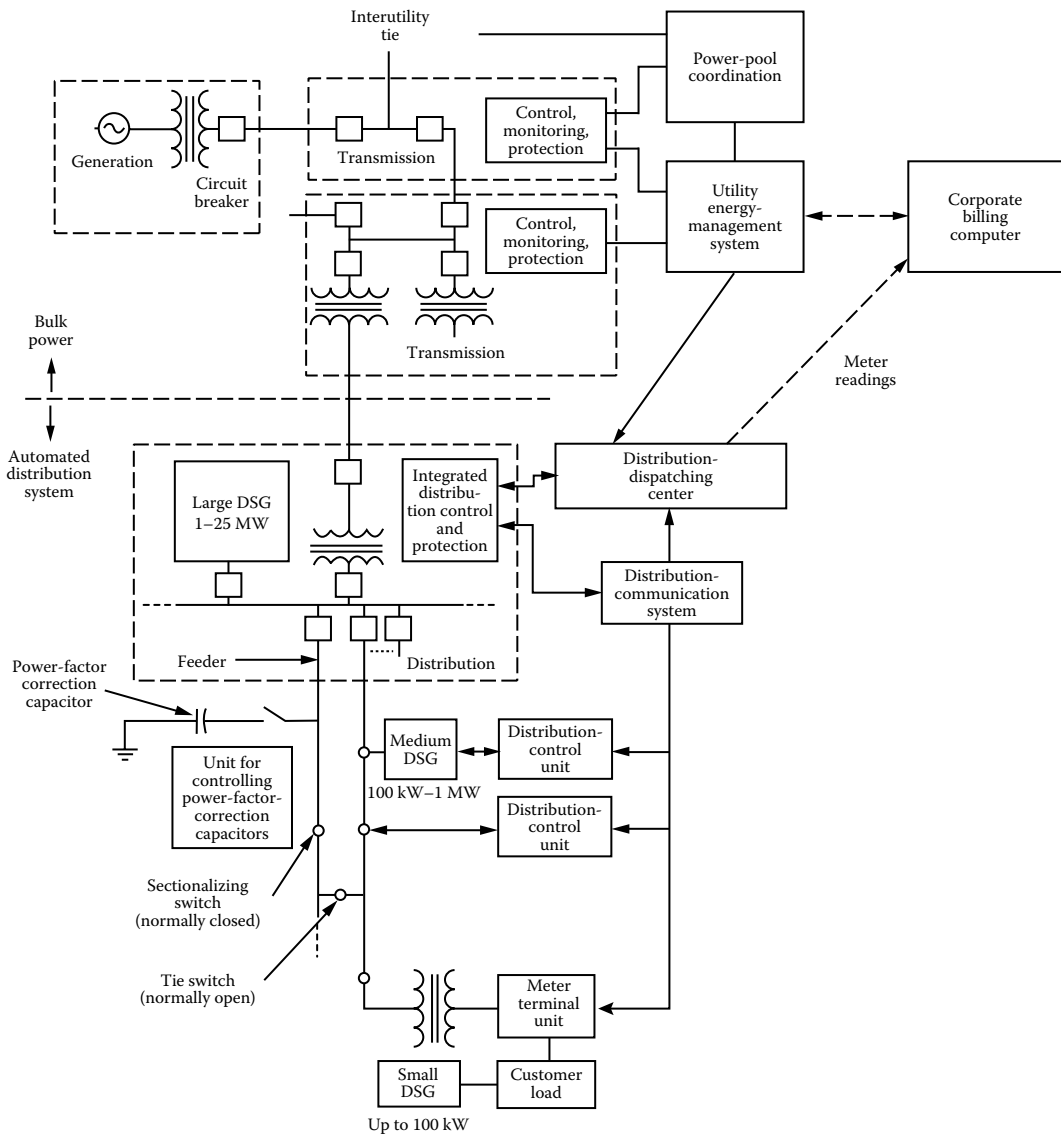 Interutility
tie
Power-pool
coordination
Generation
Circuit
breaker
Transmission
Control,
monitoring,
protection
Control,
monitoring,
protection
Utility
energy-
management
system
Corporate
billing
computer
Transmission
Bulk
power
Meter
readings
Automated
distribution
system
Large DSG
1–25 MW
Integrated
distribu-
tion control
and
protection
Distribution-
dispatching
center
Distribution-
communication
system
Feeder
Distribution
Power-factor
correction
capacitor
Unit for
controlling
power-factor-
correction
capacitors
Medium
DSG
100 kW–1 MW
Distribution-
control
unit
Distribution-
control
unit
Sectionalizing
switch
(normally closed)
Tie switch
(normally open)
Meter
terminal
unit
Small
DSG
Customer
load
Up to 100 kW